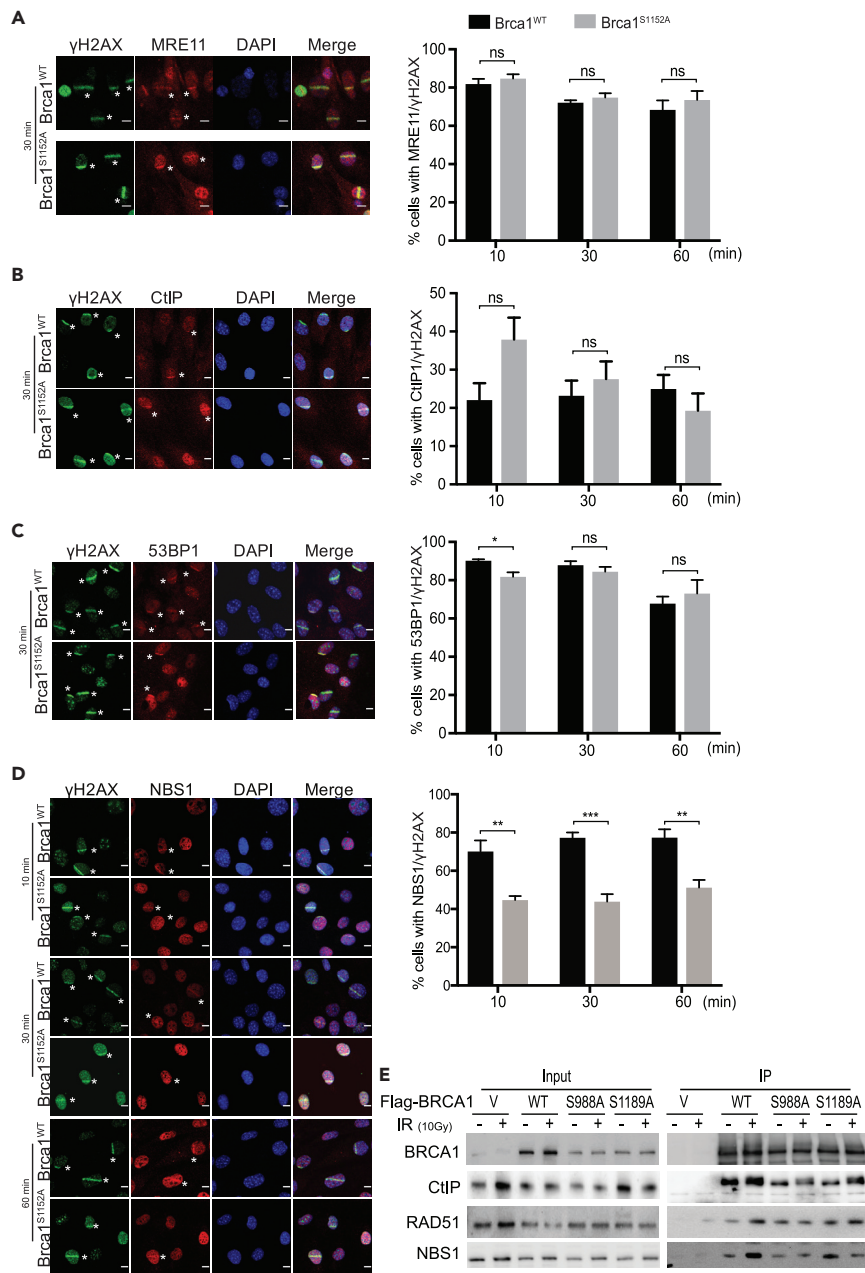 A
γH2AX MRE11 DAPI Merge
30 min
Brca1WT
* * * *
*
Brca1S1152A
* *
*
Brca1WT Brca1S1152A
% cells with MRE11/γH2AX
100
80
60
40
20
0
ns ns ns
10 30 60 (min)
B
γH2AX CtIP DAPI Merge
30 min
Brca1WT
Brca1S1152A
% cells with CtIP1/γH2AX
50
40
30
20
10
0
ns ns ns
10 30 60 (min)
C
γH2AX 53BP1 DAPI Merge
30 min
Brca1WT
Brca1S1152A
% cells with 53BP1/γH2AX
100
80
60
40
20
0
* ns ns
10 30 60 (min)
D
γH2AX NBS1 DAPI Merge
10 min
Brca1WT
Brca1S1152A
30 min
Brca1WT
Brca1S1152A
60 min
Brca1WT
Brca1S1152A
% cells with NBS1/γH2AX
100
80
60
40
20
0
** *** **
10 30 60 (min)
E
Input IP
Flag-BRCA1 V WT S988A S1189A V WT S988A S1189A
IR (10Gy) - + - + - + - + - + - + - + - +
BRCA1
CtIP
RAD51
NBS1